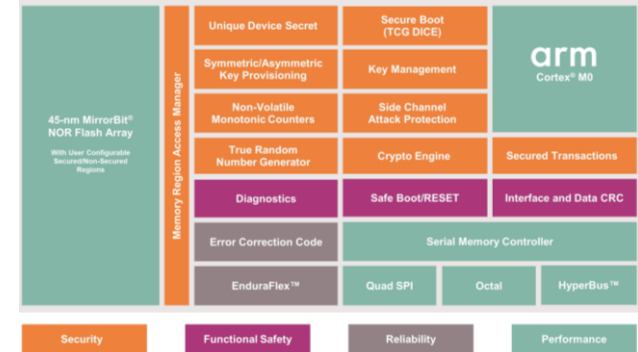 45-nm MirrorBit®
NOR Flash Array
With User Configurable
Secured/Non-Secured
Regions
Memory Region Access Manager
Unique Device Secret
Secure Boot
(TCG DICE)
arm
Cortex® M0
Symmetric/Asymmetric
Key Provisioning
Key Management
Non-Volatile
Monotonic Counters
Side Channel
Attack Protection
True Random
Number Generator
Crypto Engine
Secured Transactions
Diagnostics
Safe Boot/RESET
Interface and Data CRC
Error Correction Code
Serial Memory Controller
EnduraFlex™
Quad SPI
Octal
HyperBus™
Security
Functional Safety
Reliability
Performance